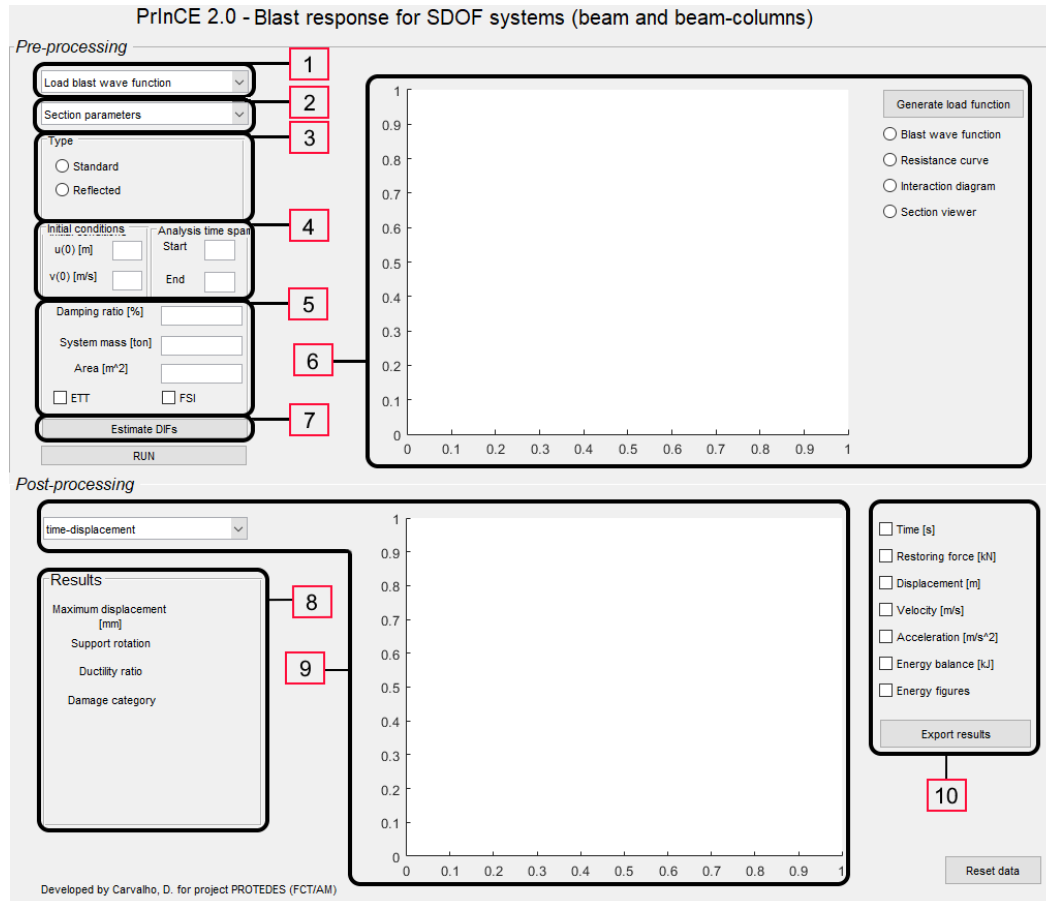 PrInCE 2.0 - Blast response for SDOF systems (beam and beam-columns)
Pre-processing
1
Load blast wave function
2
Section parameters
3
Type
Standard
Reflected
4
Initial conditions
u(0) [m]
v(0) [m/s]
Analysis time span
Start
End
5
Damping ratio [%]
System mass [ton]
Area [m^2]
ETT
FSI
7
Estimate DIFs
RUN
6
1
0.9
0.8
0.7
0.6
0.5
0.4
0.3
0.2
0.1
0
0 0.1 0.2 0.3 0.4 0.5 0.6 0.7 0.8 0.9 1
Generate load function
Blast wave function
Resistance curve
Interaction diagram
Section viewer
Post-processing
time-displacement
Results
Maximum displacement
[mm]
Support rotation
Ductility ratio
Damage category
8
9
1
0.9
0.8
0.7
0.6
0.5
0.4
0.3
0.2
0.1
0
0 0.1 0.2 0.3 0.4 0.5 0.6 0.7 0.8 0.9 1
Time [s]
Restoring force [kN]
Displacement [m]
Velocity [m/s]
Acceleration [m/s^2]
Energy balance [kJ]
Energy figures
Export results
10
Reset data
Developed by Carvalho, D. for project PROTEDES (FCT/AM)